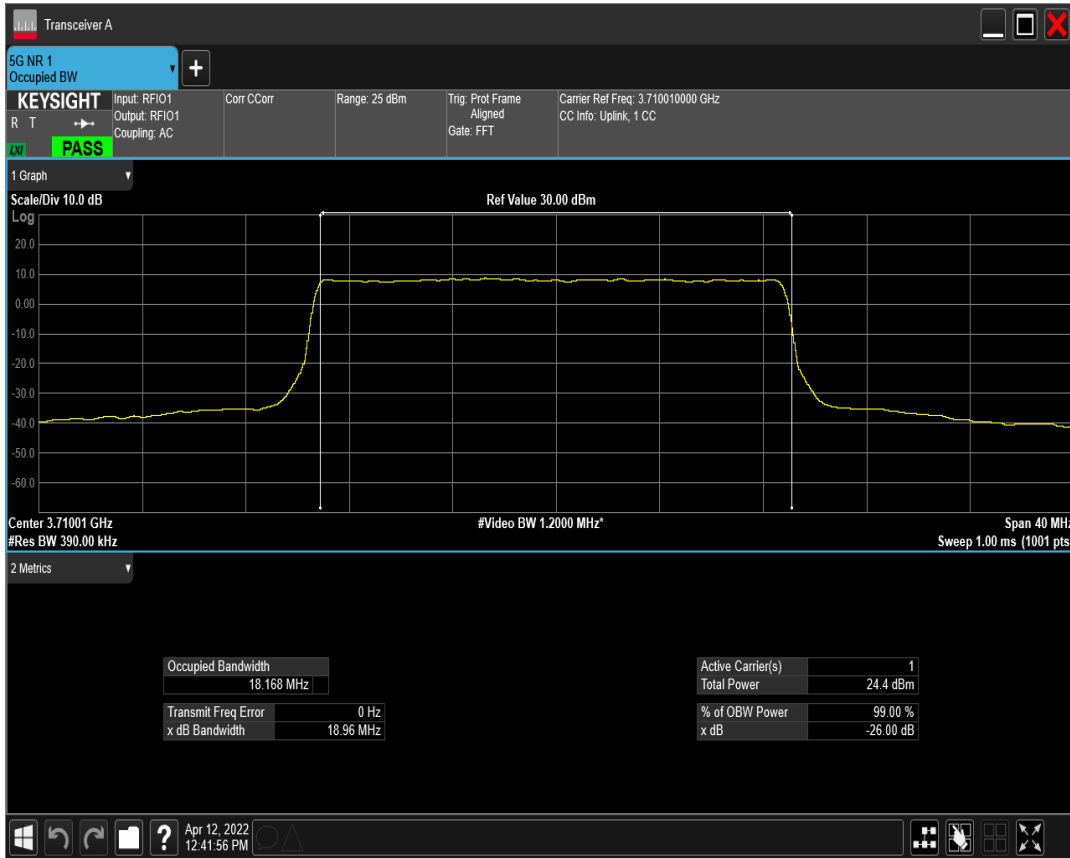 Transceiver A
5G NR 1
Occupied BW
KEYSIGHT
R T
LXI
PASS
Input: RFIO1
Output: RFIO1
Coupling: AC
Corr CCorr
Range: 25 dBm
Trig: Prot Frame
Aligned
Gate: FFT
Carrier Ref Freq: 3.710010000 GHz
CC Info: Uplink, 1 CC
1 Graph
Scale/Div 10.0 dB
Ref Value 30.00 dBm
Log
20.0
10.0
0.00
-10.0
-20.0
-30.0
-40.0
-50.0
-60.0
Center 3.71001 GHz
#Video BW 1.2000 MHz*
Span 40 MHz
#Res BW 390.00 kHz
Sweep 1.00 ms (1001 pts
2 Metrics
Occupied Bandwidth
18.168 MHz
Transmit Freq Error 0 Hz
x dB Bandwidth 18.96 MHz
Active Carrier(s) 1
Total Power 24.4 dBm
% of OBW Power 99.00 %
x dB -26.00 dB
?
Apr 12, 2022
12:41:56 PM